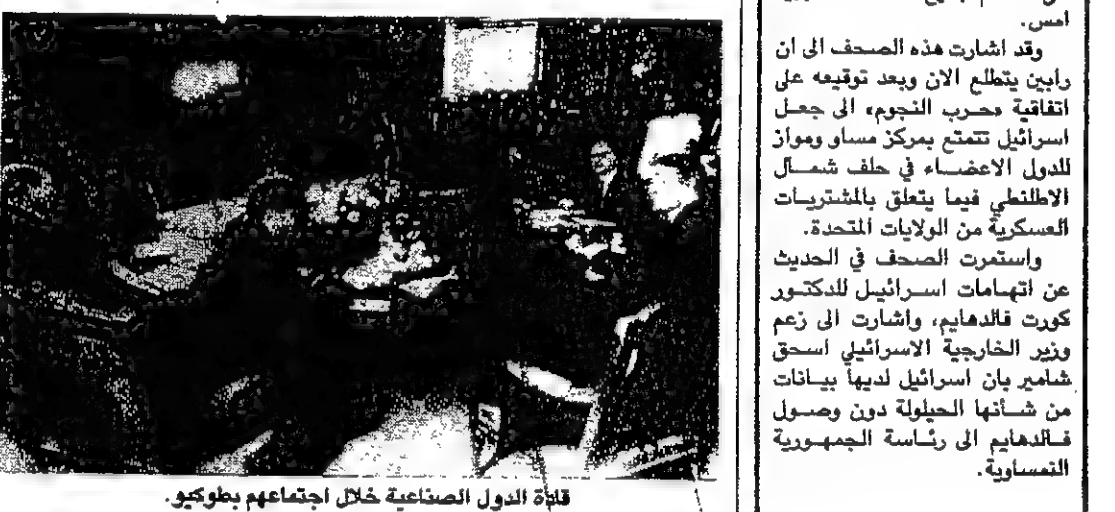 امس.
وقد اشارت هذه الصحف الى ان
رابين يتطلع الان وبعد توقيعه على
اتفاقية «حرب النجوم» الى جعل
اسرائيل تتمتع بمركز مساو ومواز
للدول الاعضاء في حلف شمال
الاطلنطي فيما يتعلق بالمشتريات
العسكرية من الولايات المتحدة.
واستمرت الصحف في الحديث
عن اتهامات اسرائيل للدكتور
كورت فالدهايم، واشارت الى زعم
وزير الخارجية الاسرائيلي اسحق
شامير بان اسرائيل لديها بيانات
من شأنها الحيلولة دون وصول
فالدهايم الى رئاسة الجمهورية
النمساوية.
قادة الدول الصناعية خلال اجتماعهم بطوكيو.